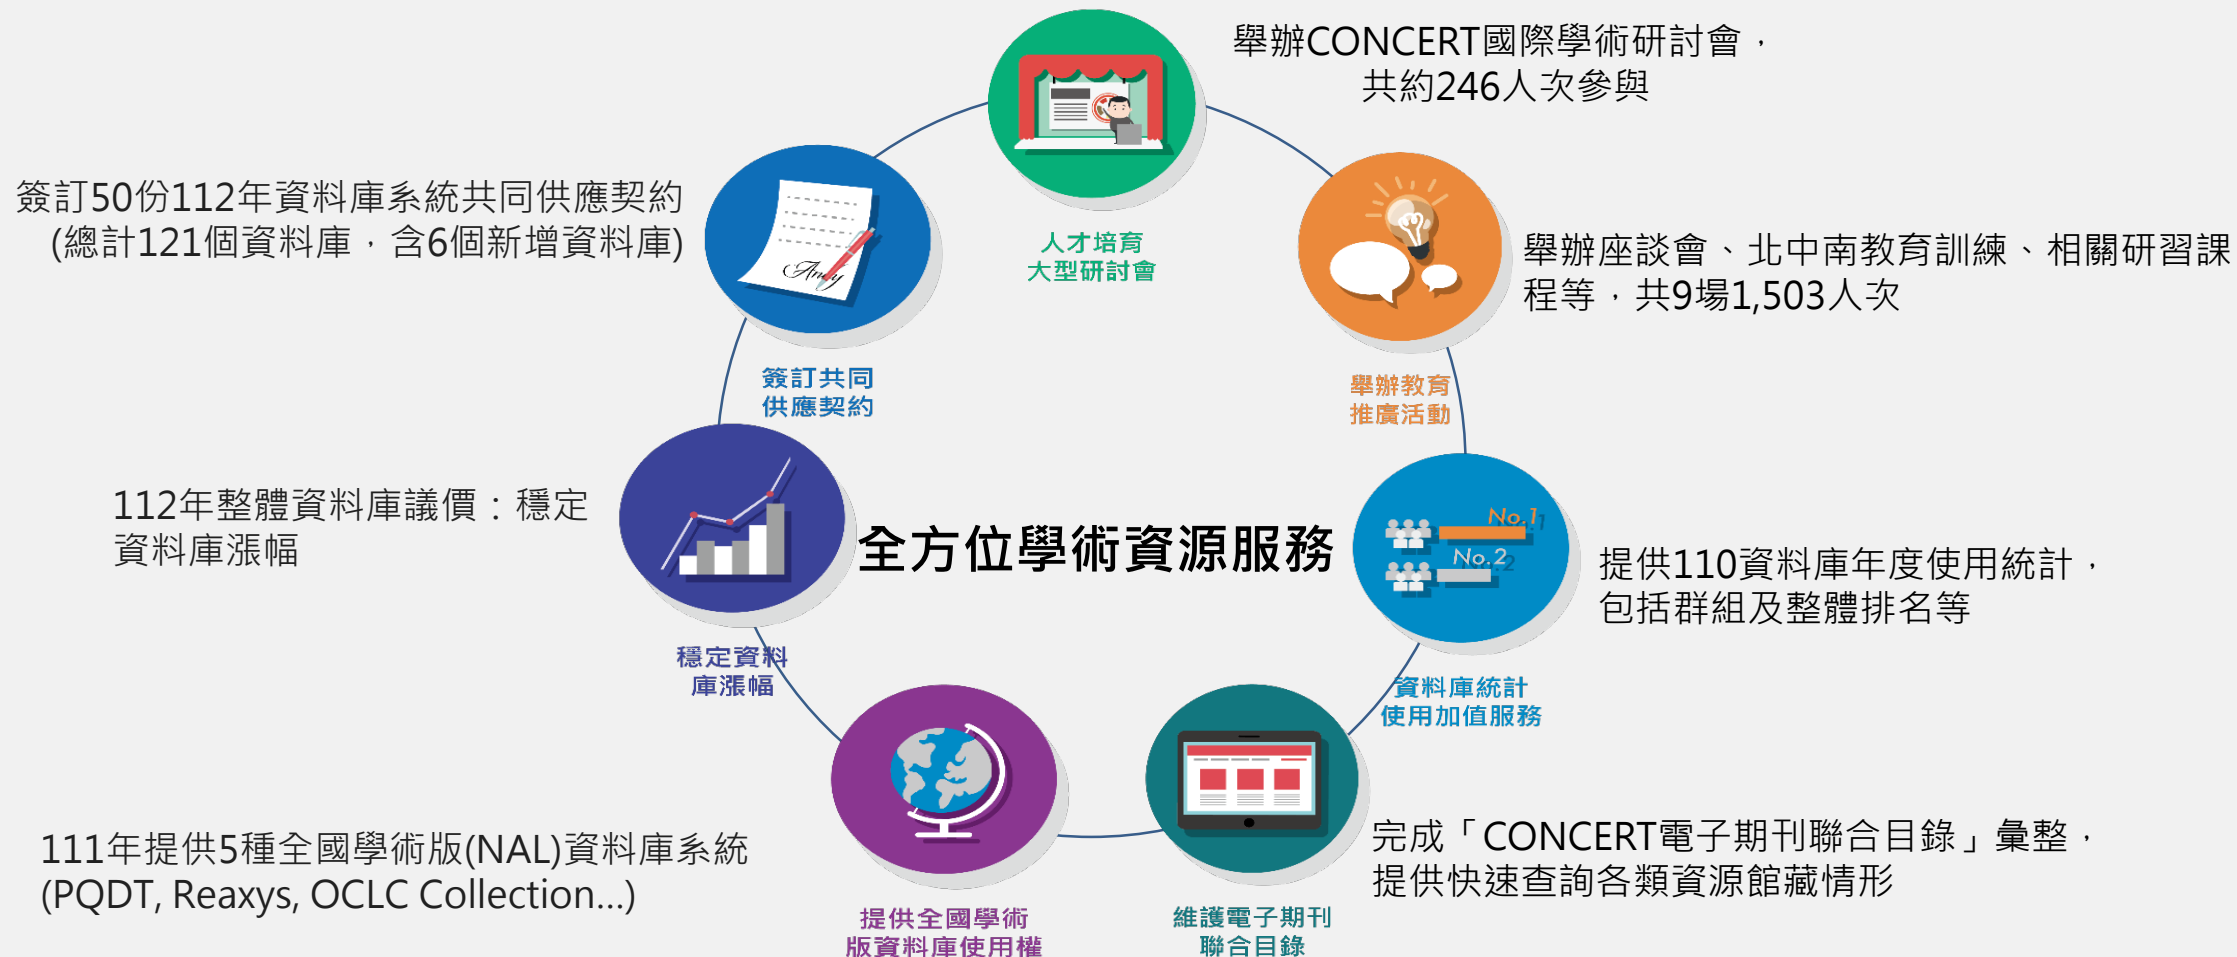 舉辦CONCERT國際學術研討會，
共約246人次參與
人才培育
大型研討會
簽訂50份112年資料庫系統共同供應契約
(總計121個資料庫，含6個新增資料庫)
Andy
簽訂共同
供應契約
舉辦座談會、北中南教育訓練、相關研習課
程等，共9場1,503人次
舉辦教育
推廣活動
112年整體資料庫議價：穩定
資料庫漲幅
穩定資料
庫漲幅
全方位學術資源服務
No.1
No.2
提供110資料庫年度使用統計，
包括群組及整體排名等
資料庫統計
使用加值服務
111年提供5種全國學術版(NAL)資料庫系統
(PQDT, Reaxys, OCLC Collection...)
提供全國學術
版資料庫使用權
完成「CONCERT電子期刊聯合目錄」彙整，
提供快速查詢各類資源館藏情形
維護電子期刊
聯合目錄